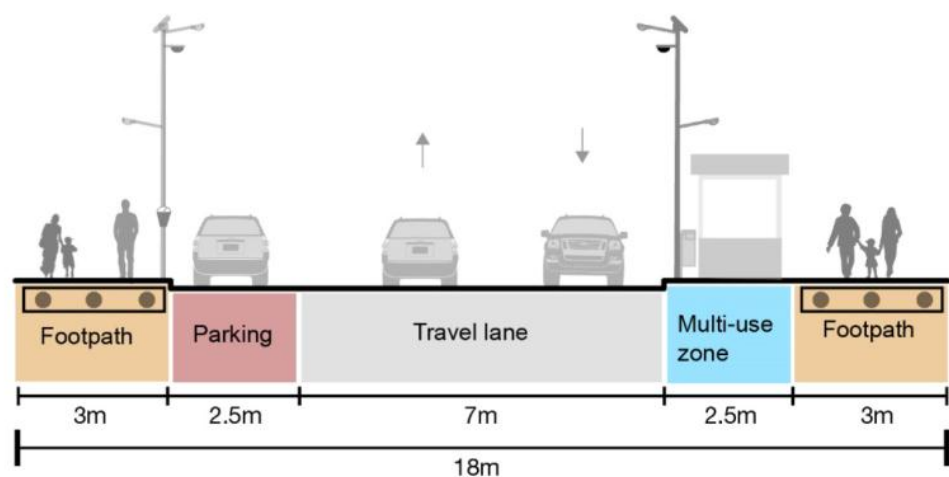 Footpath
Parking
Travel lane
Multi-use
zone
Footpath
3m
2.5m
7m
2.5m
3m
18m